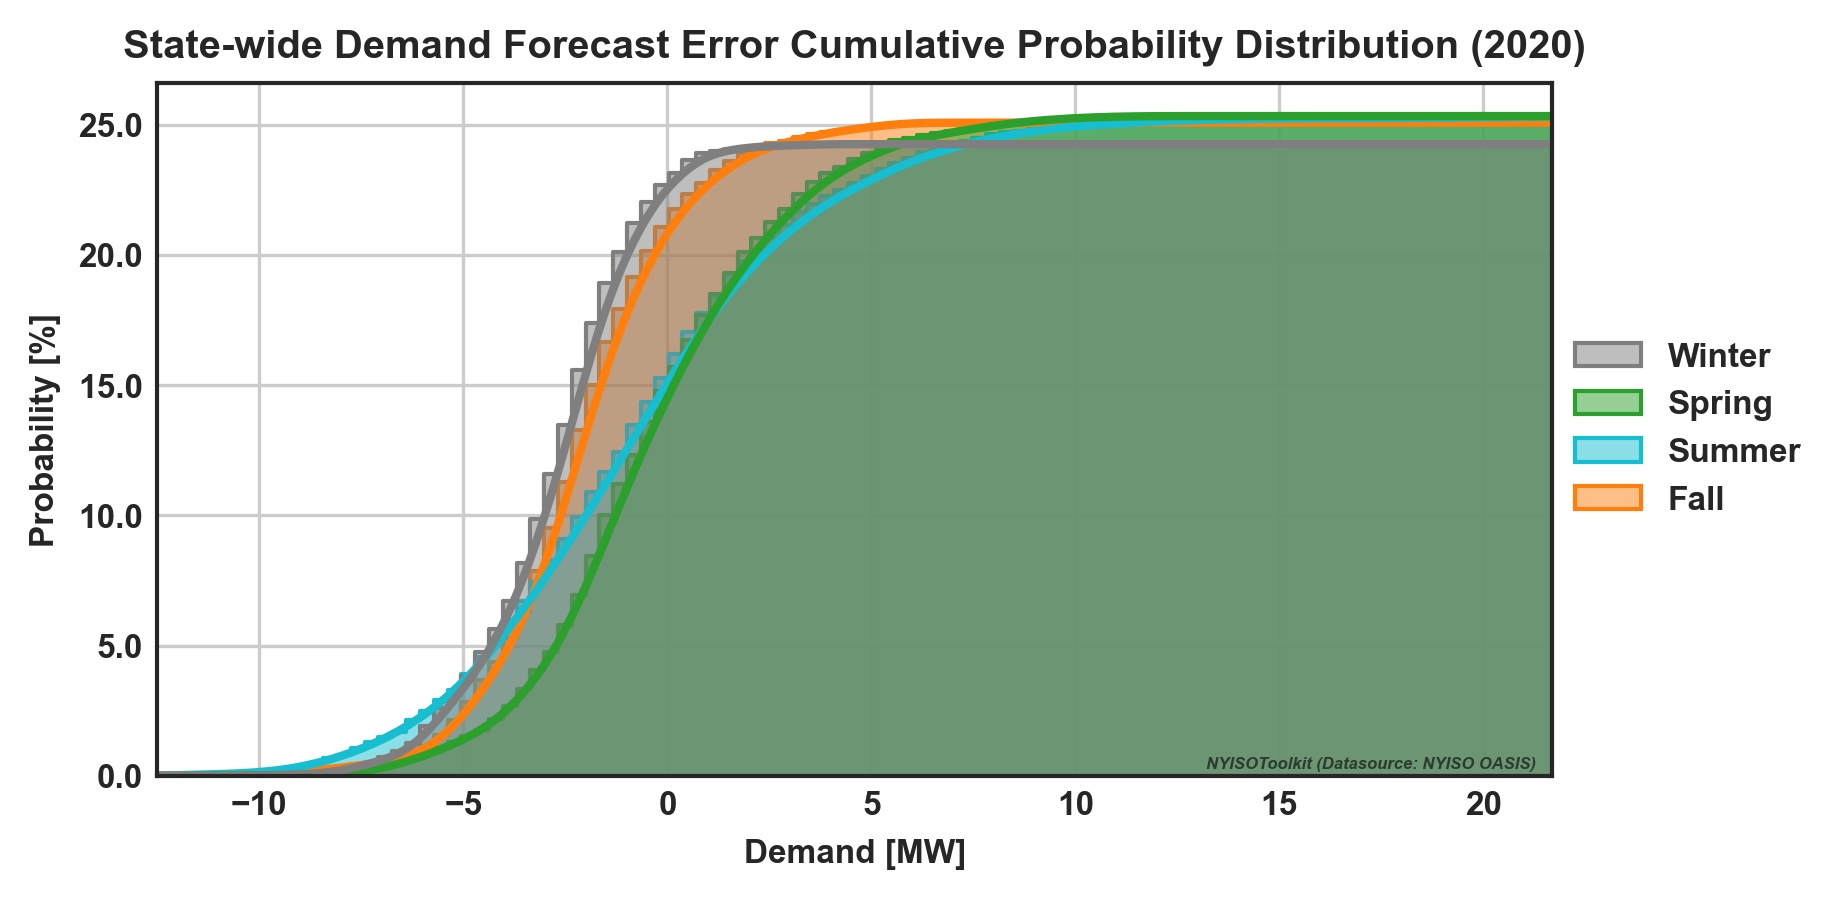 State-wide Demand Forecast Error Cumulative Probability Distribution (2020)
Probability [%]
25.0
20.0
15.0
10.0
5.0
0.0
−10
−5
0
5
10
15
20
Demand [MW]
Winter
Spring
Summer
Fall
NYISOToolkit (Datasource: NYISO OASIS)